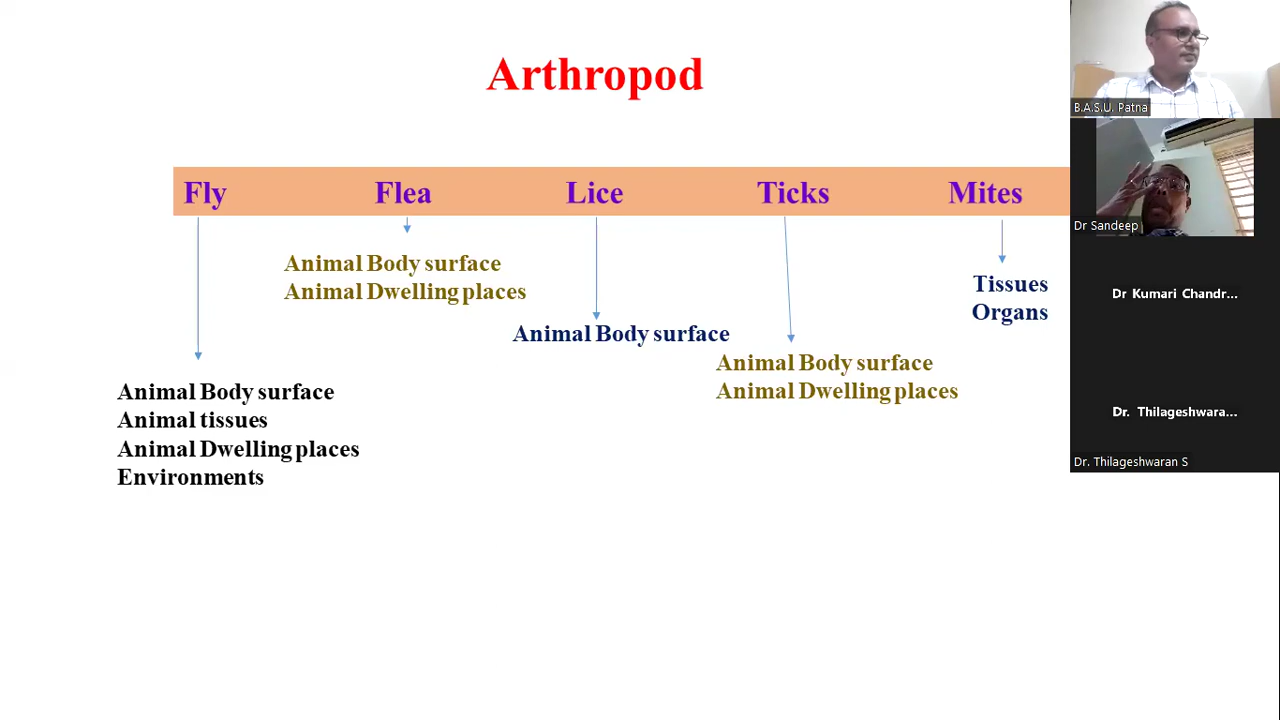 Arthropod
Fly Flea Lice Ticks Mites
Animal Body surface
Animal tissues
Animal Dwelling places
Environments
Animal Body surface
Animal Dwelling places
Animal Body surface
Animal Body surface
Animal Dwelling places
Tissues
Organs
B.A.S.U. Patna
Dr Sandeep
Dr Kumari Chandr...
Dr. Thilageshwara...
Dr. Thilageshwaran S